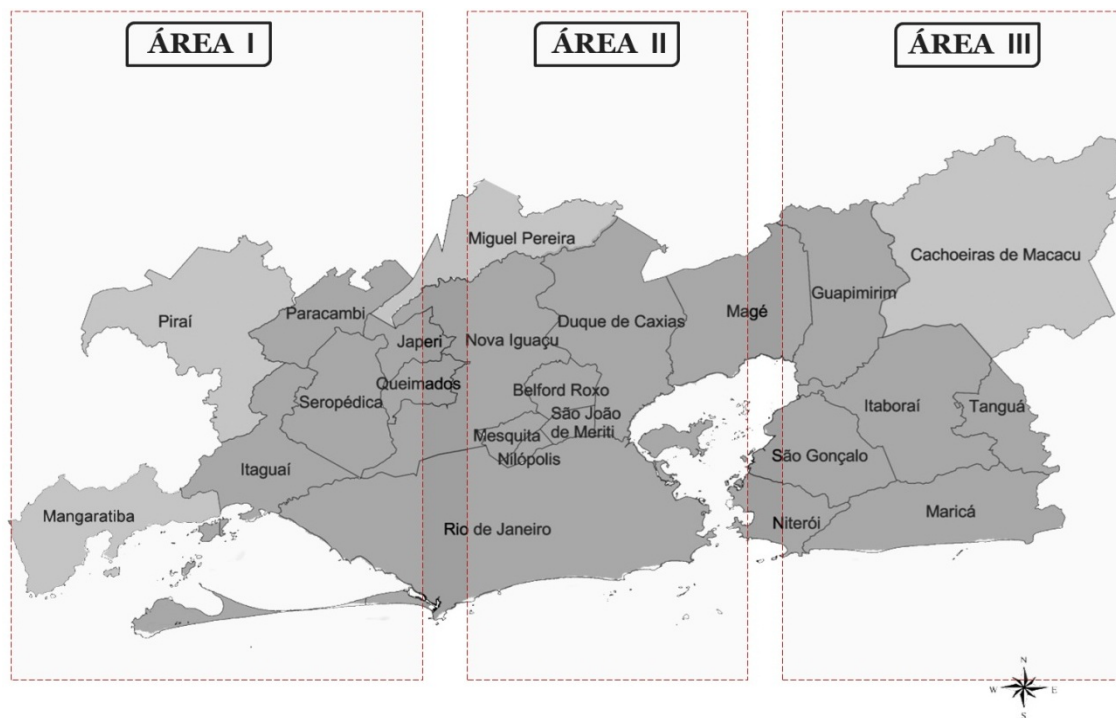 ÁREA I
ÁREA II
ÁREA III
Miguel Pereira
Cachoeiras de Macacu
Piraí
Paracambi
Guapimirim
Magé
Duque de Caxias
Japeri
Nova Iguaçu
Queimados
Belford Roxo
Seropédica
Itaboraí
Tanguá
São João
de Meriti
Mesquita
Nilópolis
São Gonçalo
Itaguaí
Mangaratiba
Rio de Janeiro
Niterói
Maricá
N
W
E
S